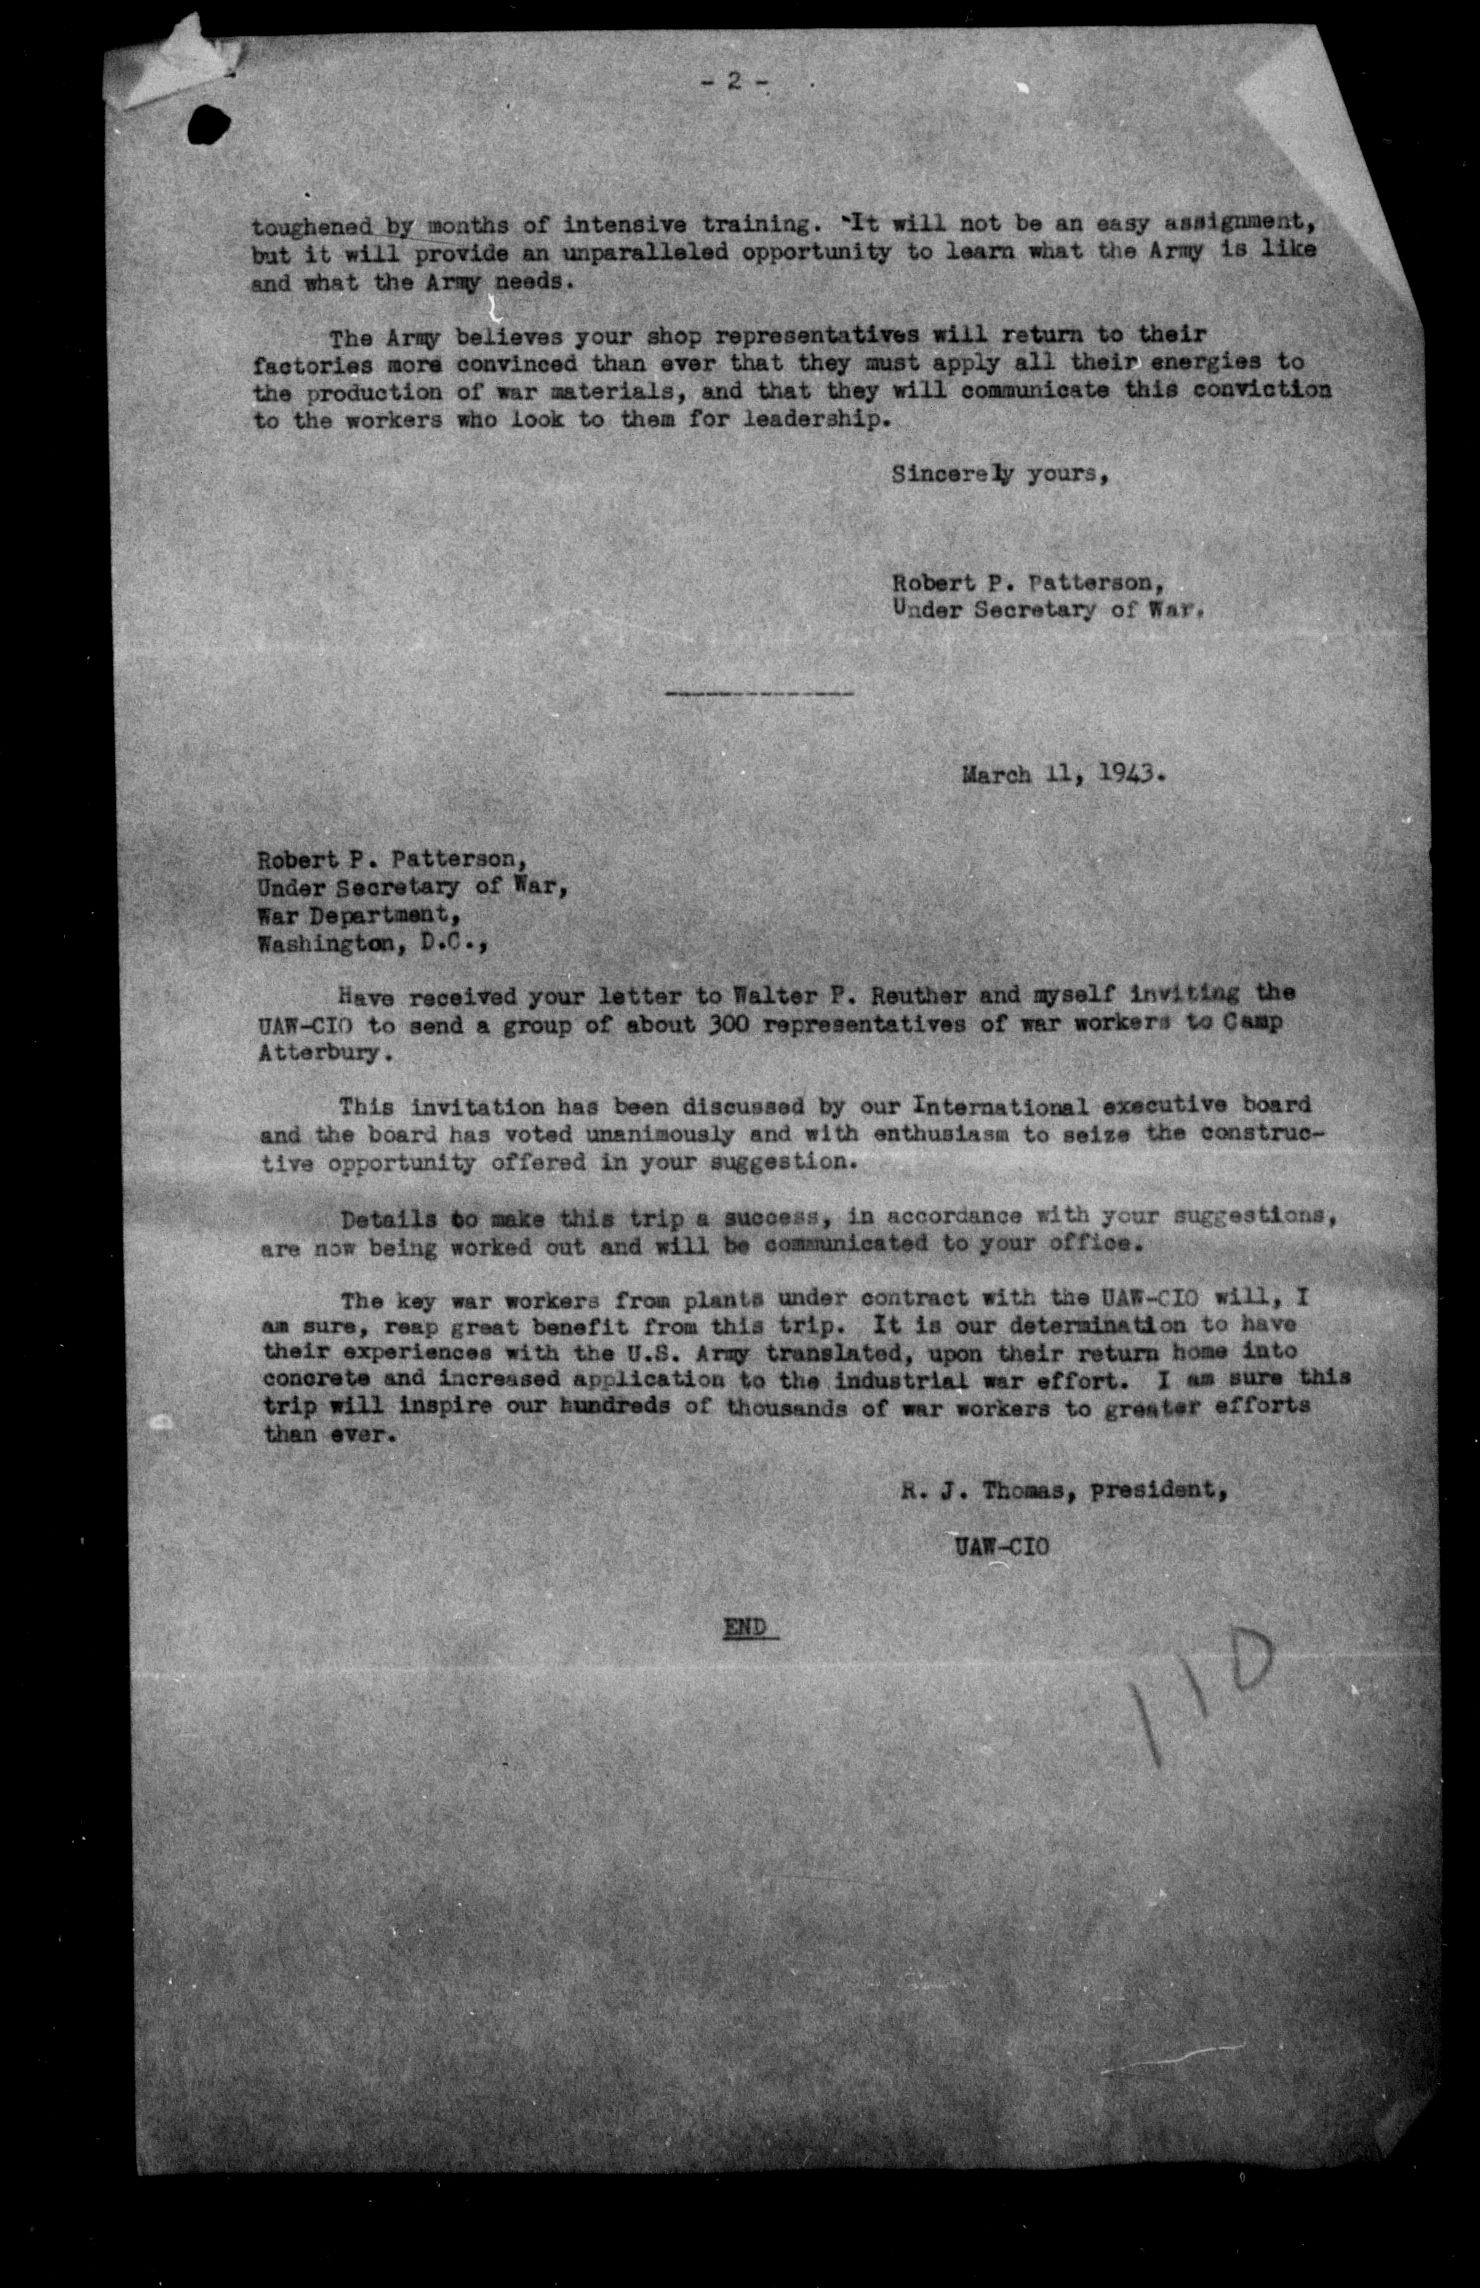 - 2 -
toughened by months of intensive training. It will not be an easy assignment,
but it will provide an unparalleled opportunity to learn what the Army is like
and what the Army needs.
The Army believes your shop representatives will return to their
factories more convinced than ever that they must apply all their energies to
the production of war materials, and that they will communicate this conviction
to the workers who look to them for leadership.
Sincerely yours,
Robert P. Patterson,
Under Secretary of War.
--------------
March 11, 1943.
Robert P. Patterson,
Under Secretary of War,
War Department,
Washington, D.C.,
Have received your letter to Walter P. Reuther and myself inviting the
UAW-CIO to send a group of about 300 representatives of war workers to Camp
Atterbury.
This invitation has been discussed by our International executive board
and the board has voted unanimously and with enthusiasm to seize the construc-
tive opportunity offered in your suggestion.
Details to make this trip a success, in accordance with your suggestions,
are now being worked out and will be communicated to your office.
The key war workers from plants under contract with the UAW-CIO will, I
am sure, reap great benefit from this trip. It is our determination to have
their experiences with the U.S. Army translated, upon their return home into
concrete and increased application to the industrial war effort. I am sure this
trip will inspire our hundreds of thousands of war workers to greater efforts
than ever.
R. J. Thomas, president,
UAW-CIO
END
110